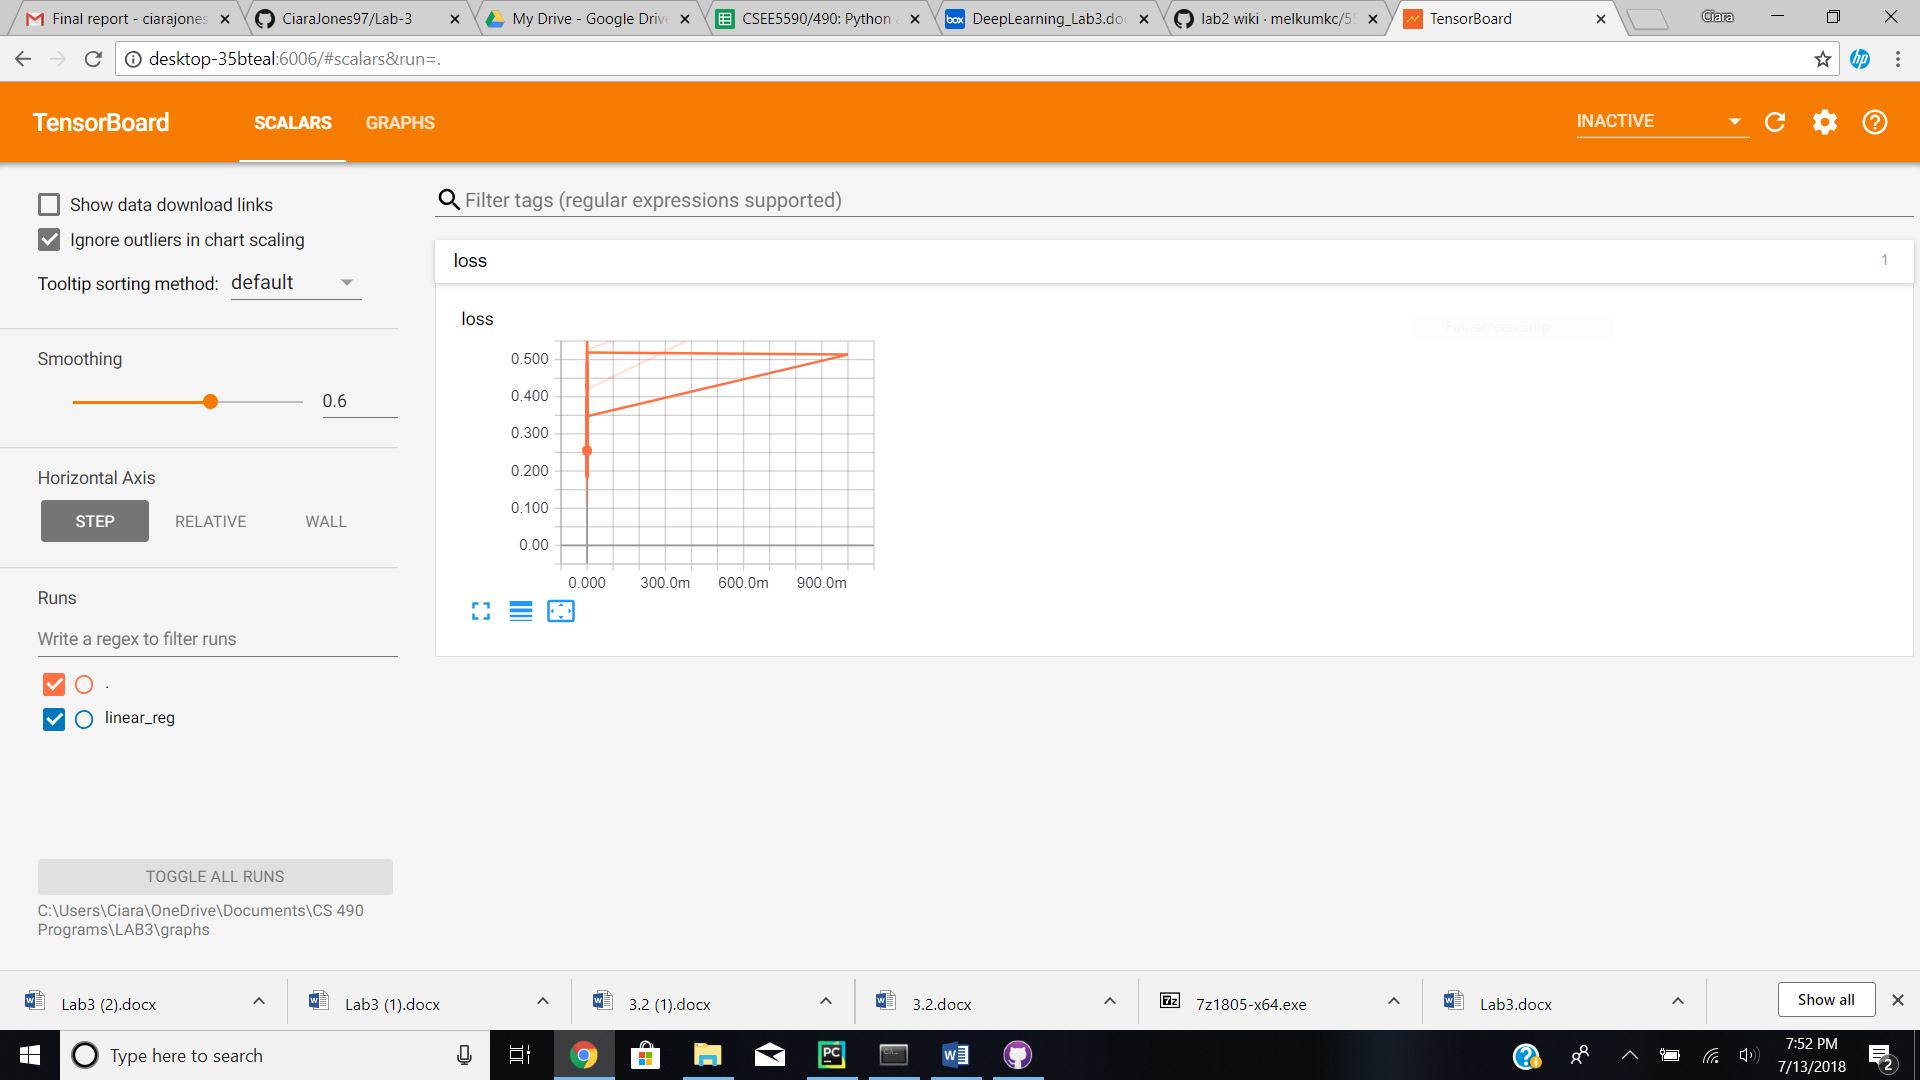 Final report - ciarajones
CiaraJones97/Lab-3
My Drive - Google Drive
CSEE5590/490: Python
DeepLearning_Lab3.doc
lab2 wiki · melkumkc/5
TensorBoard
Ciara
desktop-35bteal:6006/#scalars&run=.
TensorBoard
SCALARS
GRAPHS
INACTIVE
Show data download links
Ignore outliers in chart scaling
Tooltip sorting method: default
Smoothing
0.6
Horizontal Axis
STEP RELATIVE WALL
Runs
Write a regex to filter runs
.
linear_reg
TOGGLE ALL RUNS
C:\Users\Ciara\OneDrive\Documents\CS 490
Programs\LAB3\graphs
Filter tags (regular expressions supported)
loss 1
Full-screen Snip
loss
0.500
0.400
0.300
0.200
0.100
0.00
0.000 300.0m 600.0m 900.0m
Lab3 (2).docx
Lab3 (1).docx
3.2 (1).docx
3.2.docx
7z1805-x64.exe
Lab3.docx
Show all
Type here to search
7:52 PM
7/13/2018
2